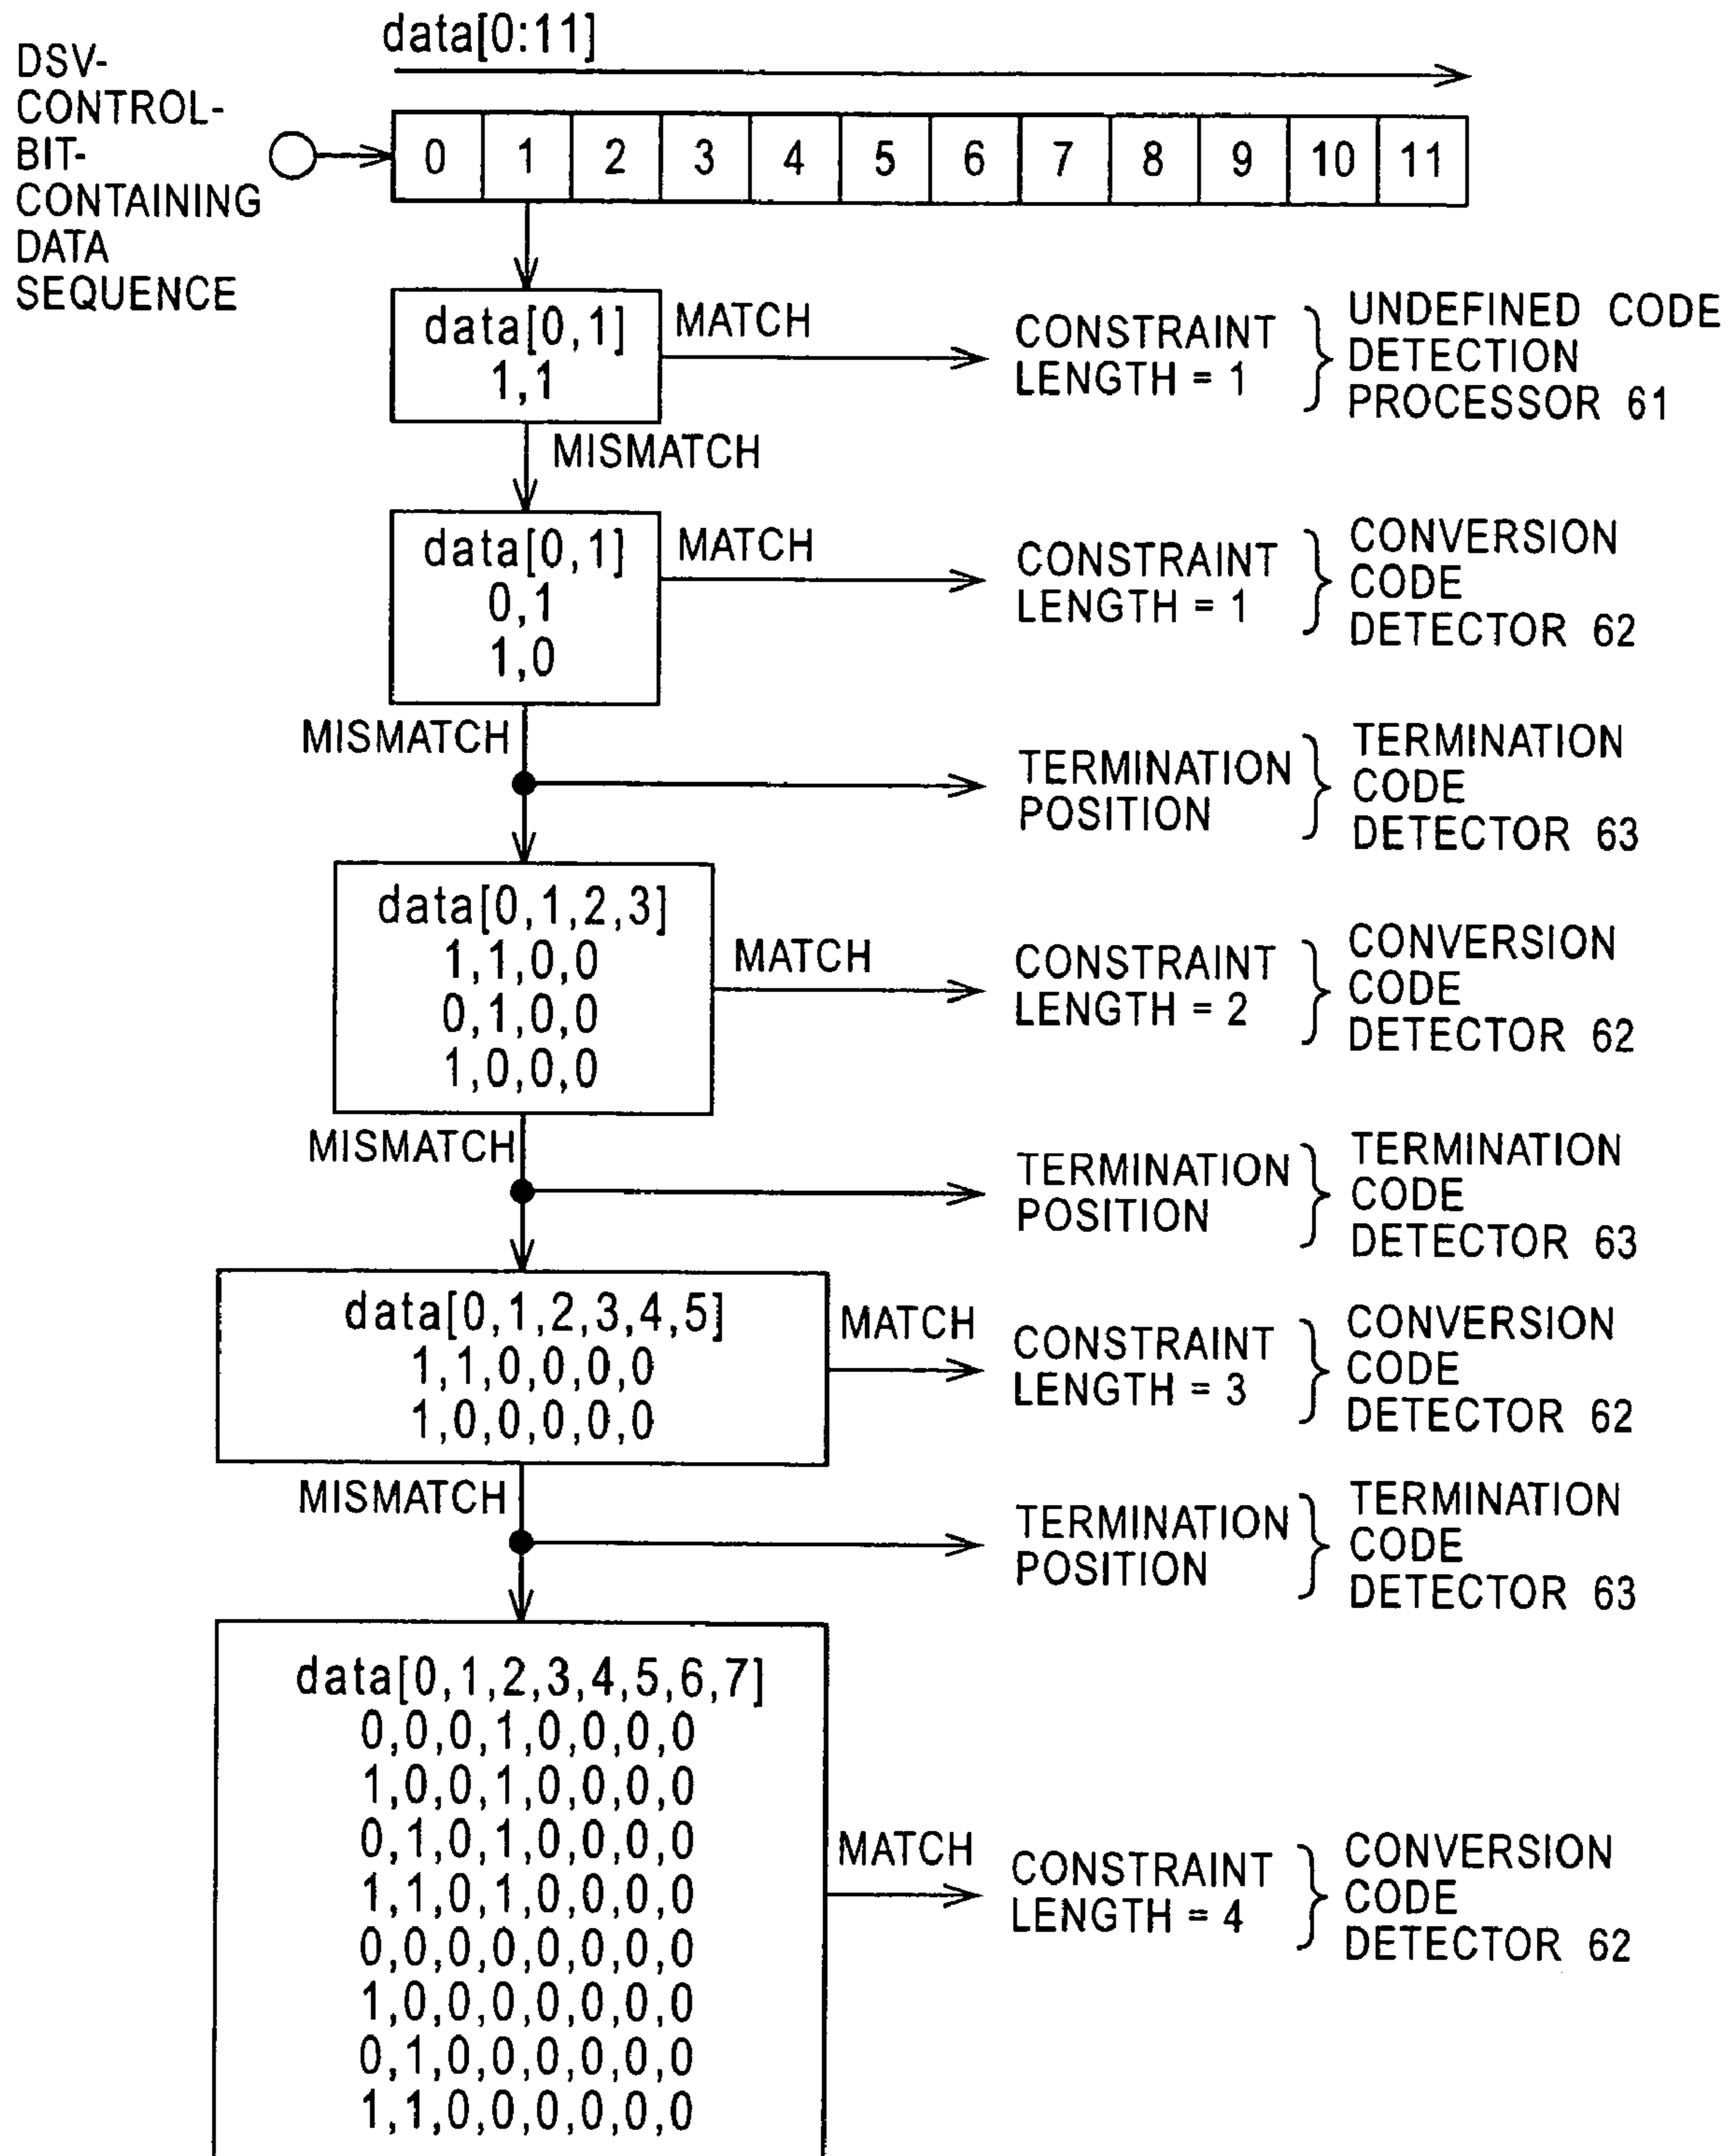 data[0:11]
DSV-
CONTROL-
BIT-
CONTAINING
DATA
SEQUENCE
0 1 2 3 4 5 6 7 8 9 10 11
data[0,1]
1,1
MATCH
CONSTRAINT
LENGTH = 1
UNDEFINED CODE
DETECTION
PROCESSOR 61
MISMATCH
data[0,1]
0,1
1,0
MATCH
CONSTRAINT
LENGTH = 1
CONVERSION
CODE
DETECTOR 62
MISMATCH
TERMINATION
POSITION
TERMINATION
CODE
DETECTOR 63
data[0,1,2,3]
1,1,0,0
0,1,0,0
1,0,0,0
MATCH
CONSTRAINT
LENGTH = 2
CONVERSION
CODE
DETECTOR 62
MISMATCH
TERMINATION
POSITION
TERMINATION
CODE
DETECTOR 63
data[0,1,2,3,4,5]
1,1,0,0,0,0
1,0,0,0,0,0
MATCH
CONSTRAINT
LENGTH = 3
CONVERSION
CODE
DETECTOR 62
MISMATCH
TERMINATION
POSITION
TERMINATION
CODE
DETECTOR 63
data[0,1,2,3,4,5,6,7]
0,0,0,1,0,0,0,0
1,0,0,1,0,0,0,0
0,1,0,1,0,0,0,0
1,1,0,1,0,0,0,0
0,0,0,0,0,0,0,0
1,0,0,0,0,0,0,0
0,1,0,0,0,0,0,0
1,1,0,0,0,0,0,0
MATCH
CONSTRAINT
LENGTH = 4
CONVERSION
CODE
DETECTOR 62